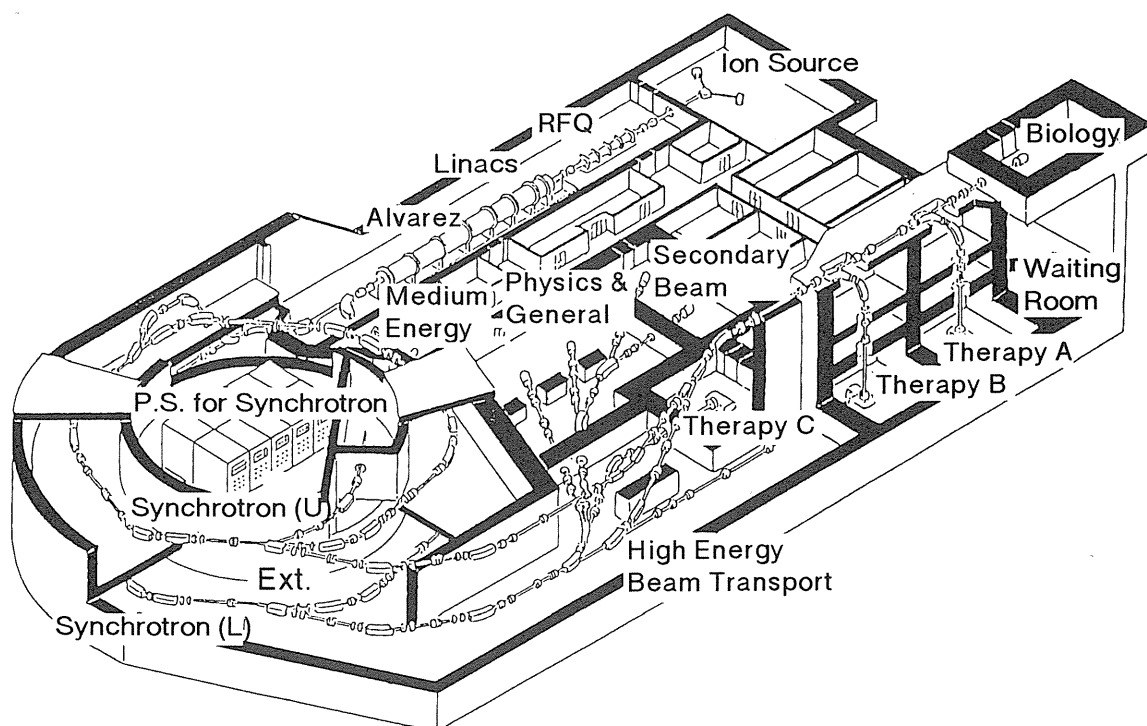 Ion Source
RFQ
Biology
Linacs
Alvarez
Secondary
Beam
Waiting
Room
Physics &
General
Medium
Energy
Therapy A
Therapy B
P.S. for Synchrotron
Therapy C
Synchrotron (U)
High Energy
Beam Transport
Ext.
Synchrotron (L)